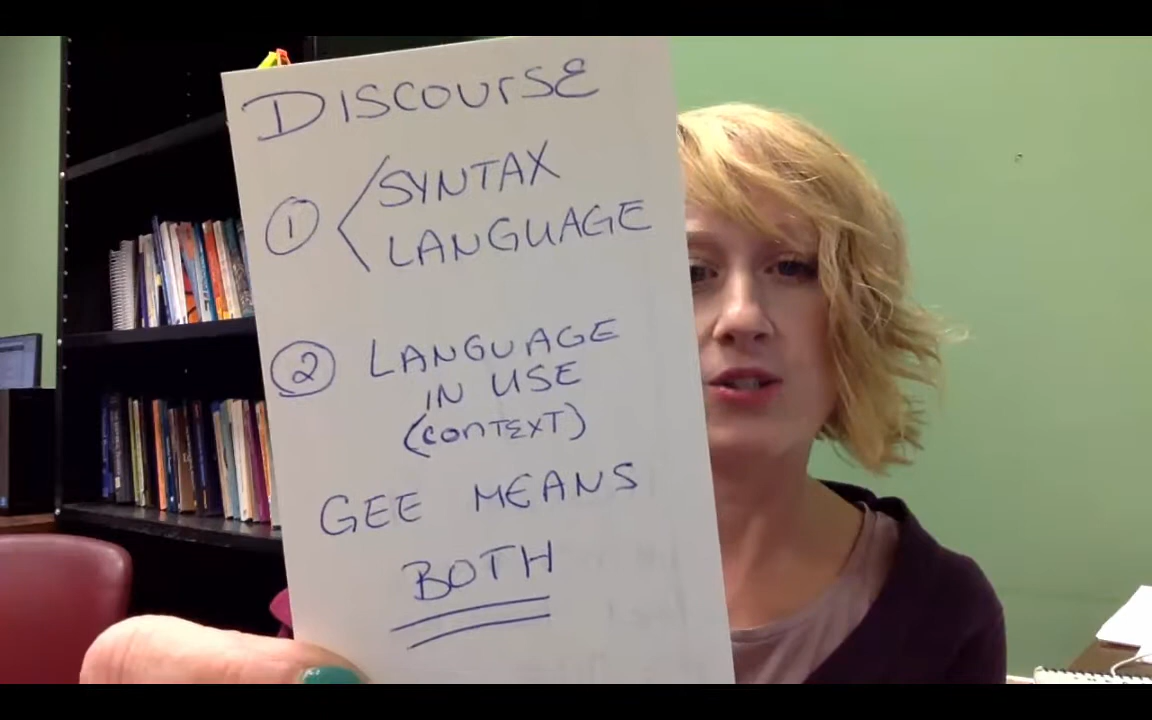 DISCOURSE
① SYNTAX
LANGUAGE
② LANGUAGE
IN USE
(CONTEXT)
GEE MEANS
BOTH